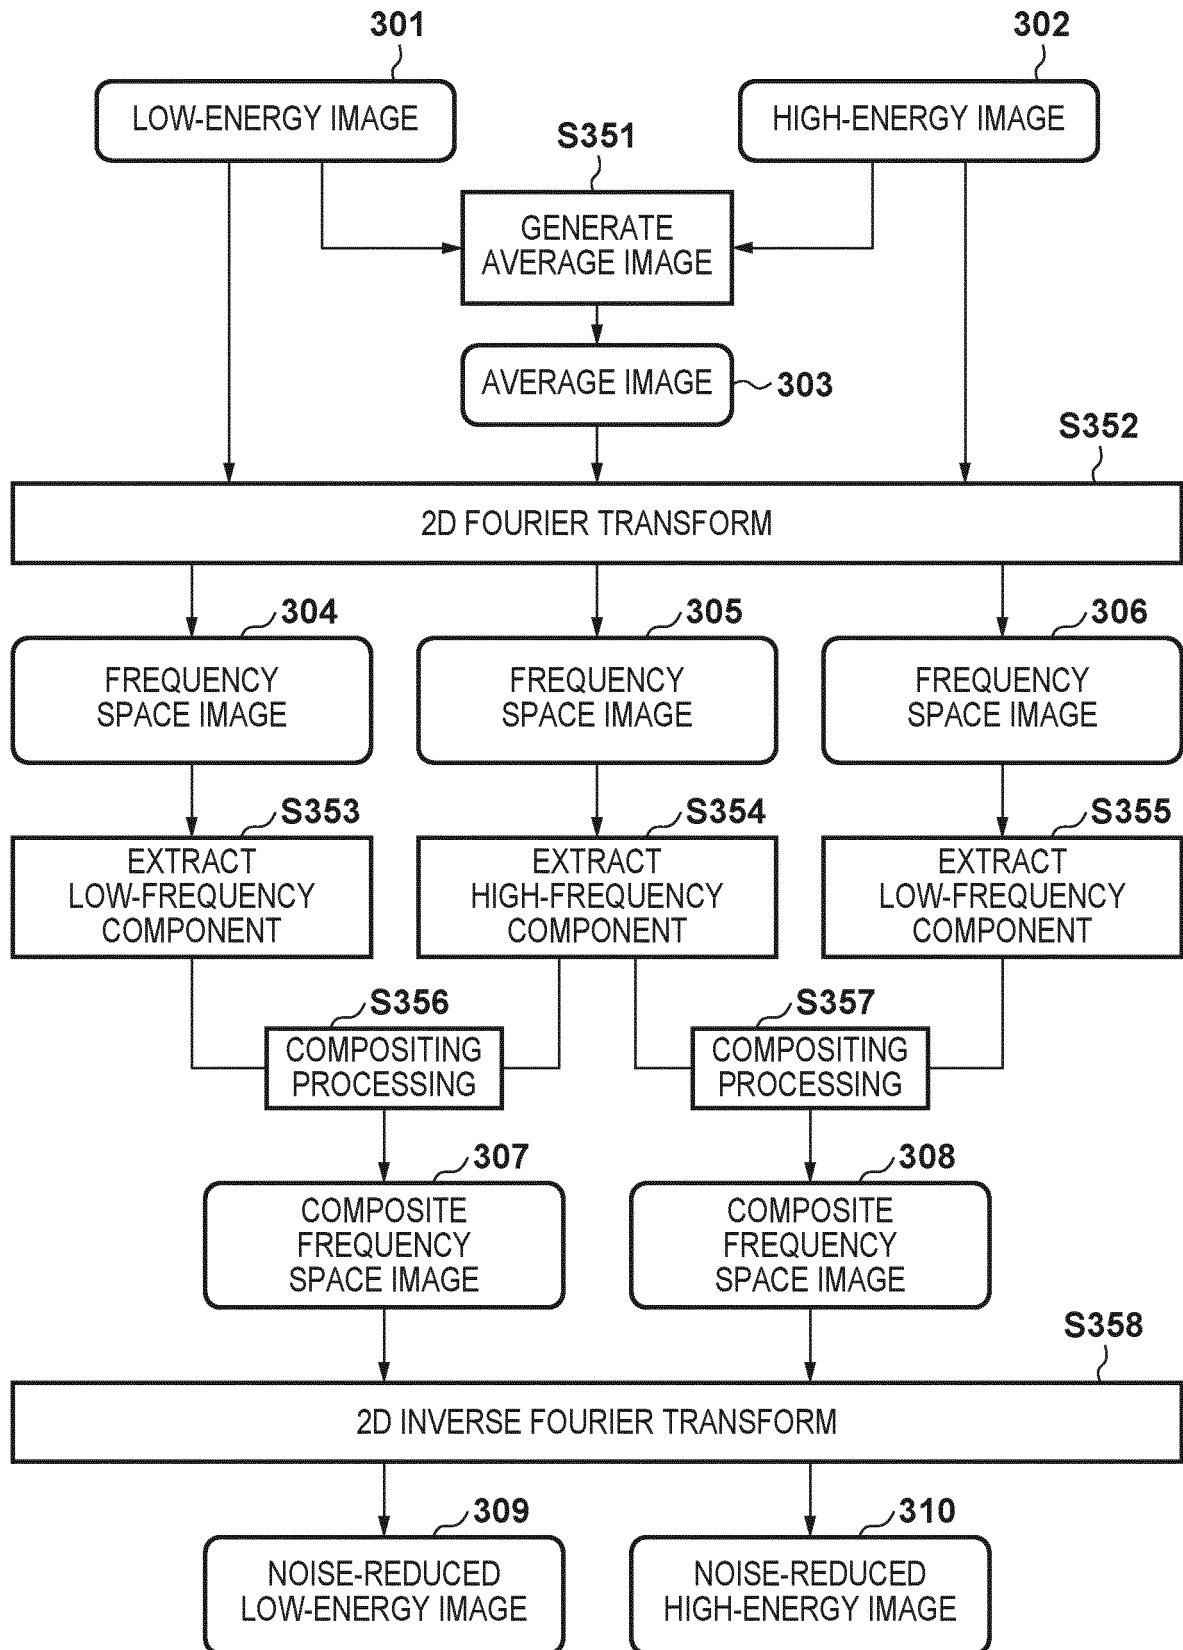 301
302
LOW-ENERGY IMAGE
HIGH-ENERGY IMAGE
S351
GENERATE
AVERAGE IMAGE
AVERAGE IMAGE
303
S352
2D FOURIER TRANSFORM
304
305
306
FREQUENCY
SPACE IMAGE
FREQUENCY
SPACE IMAGE
FREQUENCY
SPACE IMAGE
S353
S354
S355
EXTRACT
LOW-FREQUENCY
COMPONENT
EXTRACT
HIGH-FREQUENCY
COMPONENT
EXTRACT
LOW-FREQUENCY
COMPONENT
S356
S357
COMPOSITING
PROCESSING
COMPOSITING
PROCESSING
307
308
COMPOSITE
FREQUENCY
SPACE IMAGE
COMPOSITE
FREQUENCY
SPACE IMAGE
S358
2D INVERSE FOURIER TRANSFORM
309
310
NOISE-REDUCED
LOW-ENERGY IMAGE
NOISE-REDUCED
HIGH-ENERGY IMAGE